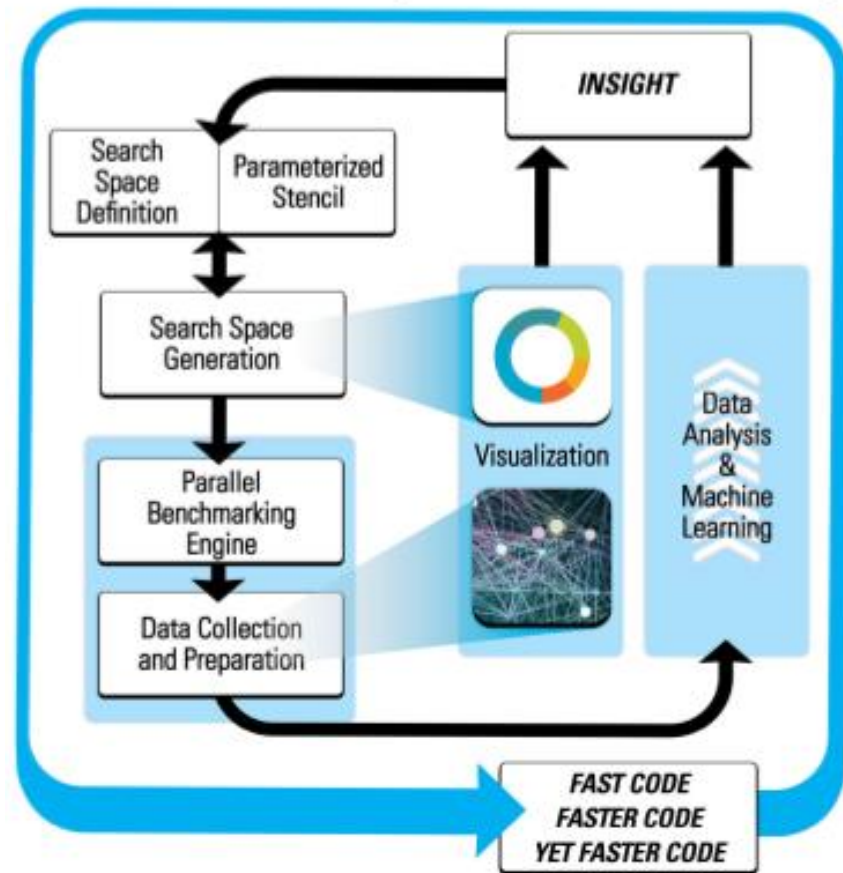 INSIGHT
Search
Space
Definition
Parameterized
Stencil
Search Space
Generation
Parallel
Benchmarking
Engine
Data Collection
and Preparation
Visualization
Data
Analysis
&
Machine
Learning
FAST CODE
FASTER CODE
YET FASTER CODE